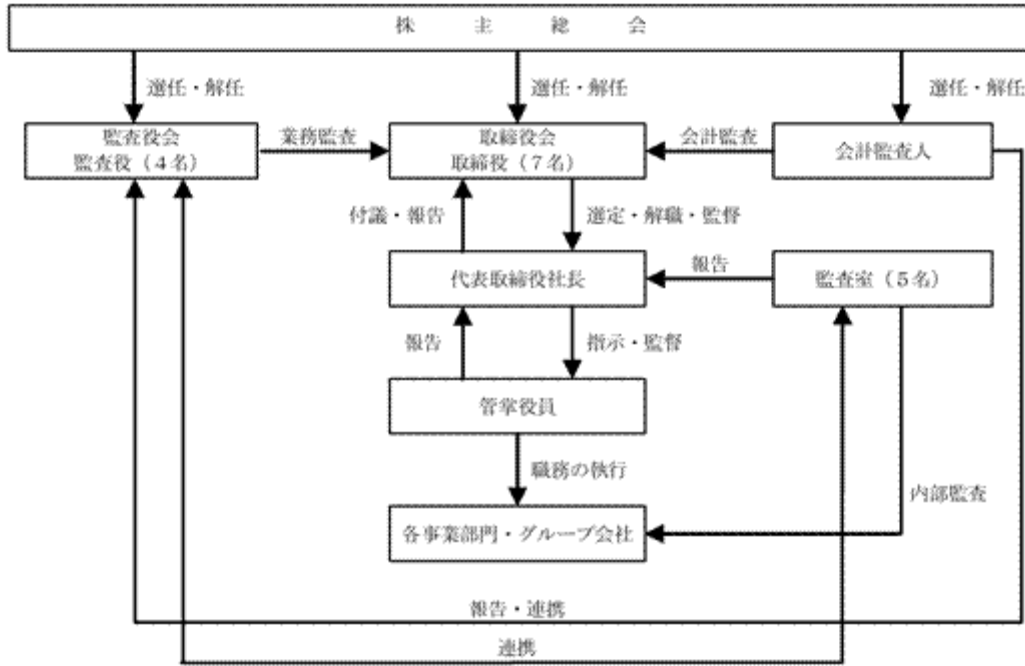 株主総会
選任・解任
選任・解任
選任・解任
監査役会
監査役（４名）
業務監査
取締役会
取締役（７名）
会計監査
会計監査人
付議・報告
選定・解職・監督
代表取締役社長
報告
監査室（５名）
報告
指示・監督
管掌役員
職務の執行
内部監査
各事業部門・グループ会社
報告・連携
連携